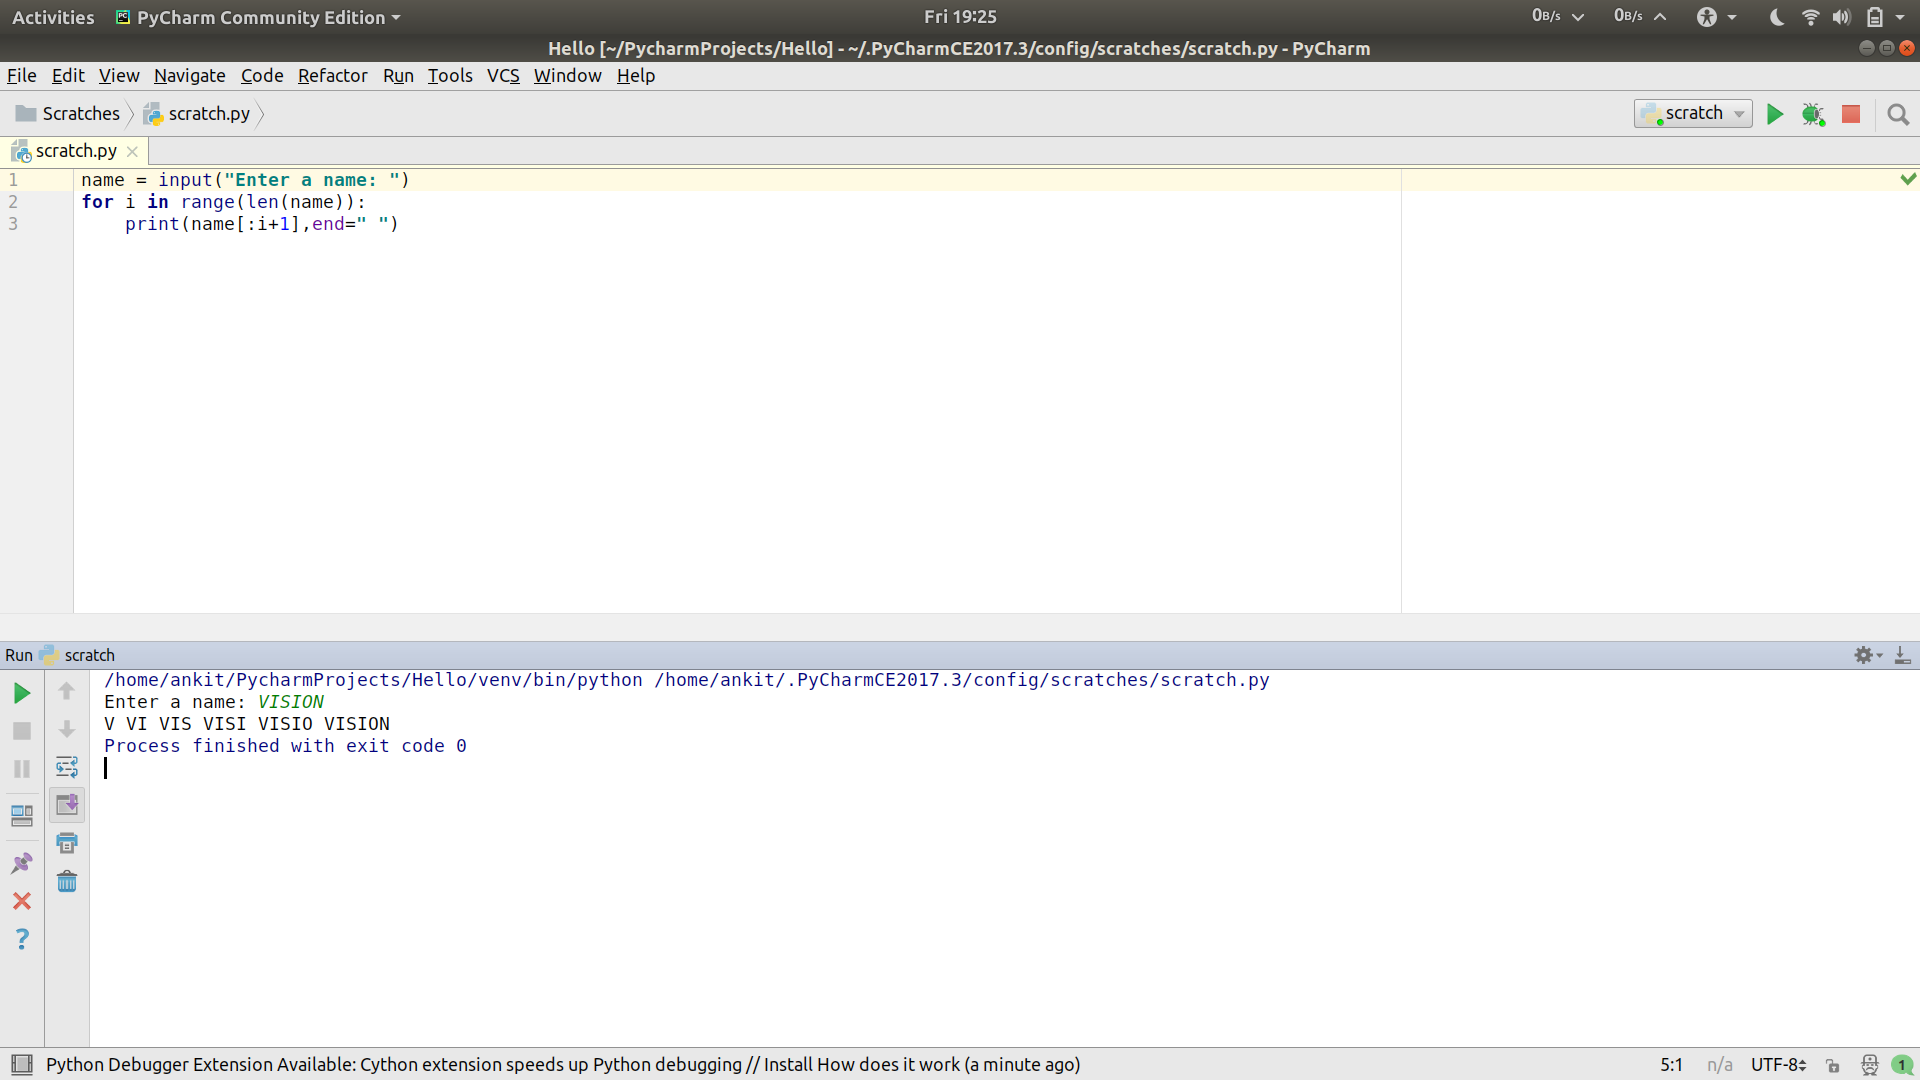 Activities PyCharm Community Edition Fri 19:25 0B/s 0B/s
Hello [~/PycharmProjects/Hello] - ~/.PyCharmCE2017.3/config/scratches/scratch.py - PyCharm
File Edit View Navigate Code Refactor Run Tools VCS Window Help
Scratches scratch.py scratch
scratch.py
1 name = input("Enter a name: ")
2 for i in range(len(name)):
3     print(name[:i+1],end=" ")
Run scratch
/home/ankit/PycharmProjects/Hello/venv/bin/python /home/ankit/.PyCharmCE2017.3/config/scratches/scratch.py
Enter a name: VISION
V VI VIS VISI VISIO VISION
Process finished with exit code 0
Python Debugger Extension Available: Cython extension speeds up Python debugging // Install How does it work (a minute ago) 5:1 n/a UTF-8 1